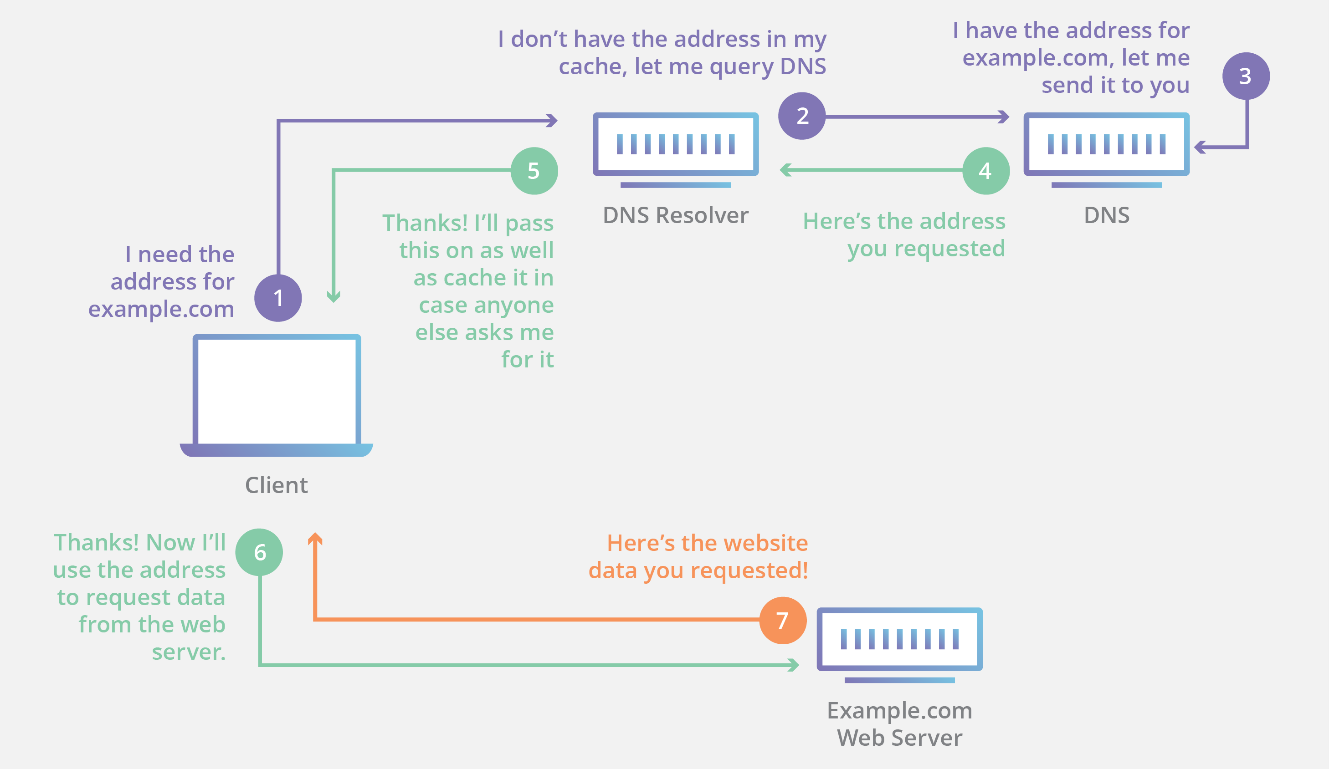 I don’t have the address in my
cache, let me query DNS
I have the address for
example.com, let me
send it to you
3
2
5
4
DNS Resolver
DNS
Thanks! I’ll pass
this on as well
as cache it in
case anyone
else asks me
for it
Here’s the address
you requested
I need the
address for
example.com
1
Client
Thanks! Now I’ll
use the address
to request data
from the web
server.
6
Here’s the website
data you requested!
7
Example.com
Web Server